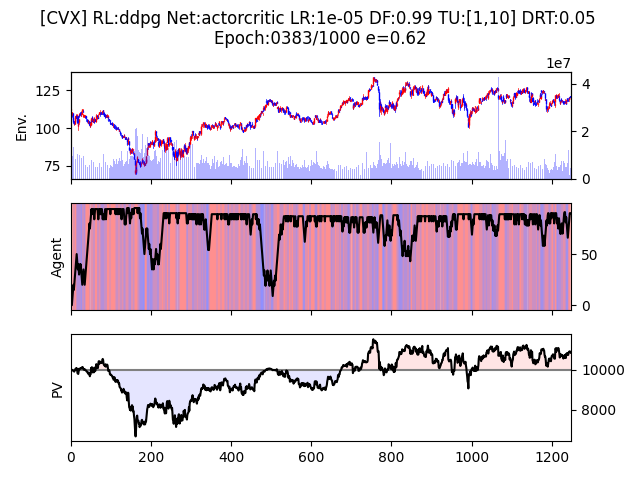 [CVX] RL:ddpg Net:actorcritic LR:1e-05 DF:0.99 TU:[1,10] DRT:0.05
Epoch:0383/1000 e=0.62
1e7
125
100
75
Env.
4
2
0
Agent
50
0
PV
10000
8000
0
200
400
600
800
1000
1200